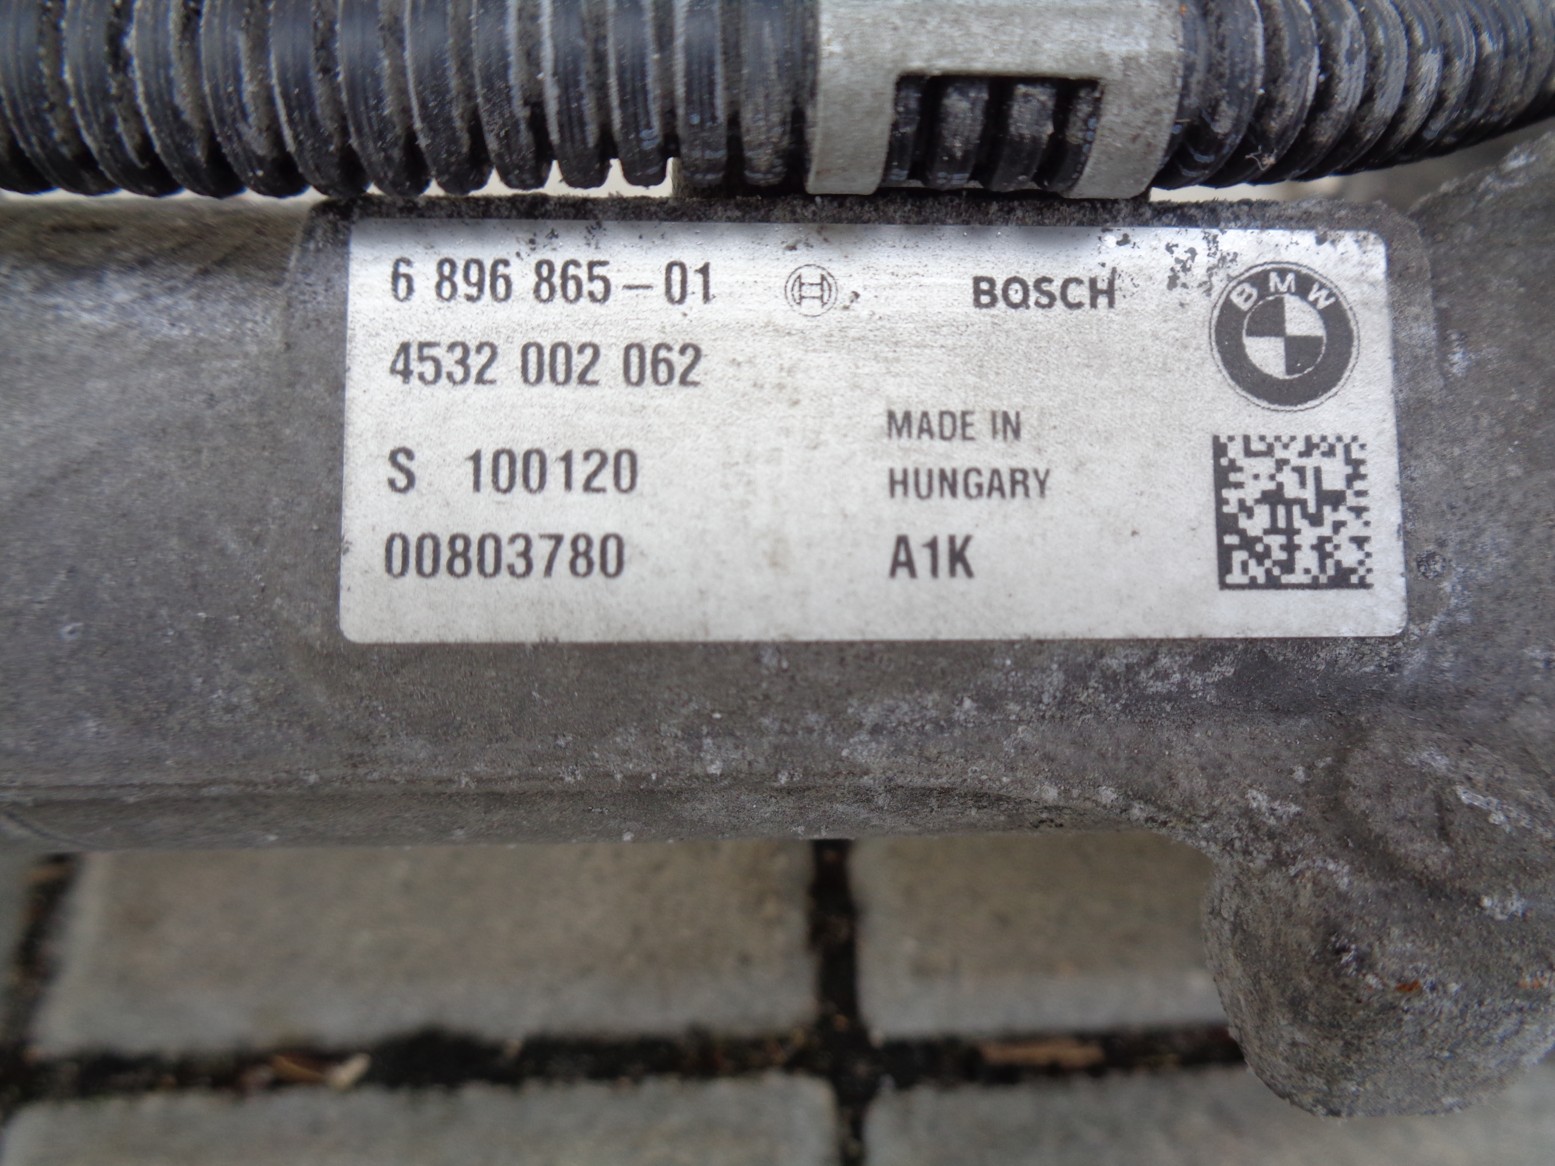 6 896 865-01 BOSCH
BMW
4532 002 062
MADE IN
S 100120
HUNGARY
00803780 A1K